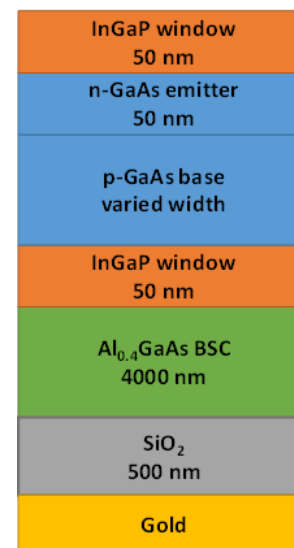 InGaP window
50 nm
n-GaAs emitter
50 nm
p-GaAs base
varied width
InGaP window
50 nm
Al₀.₄GaAs BSC
4000 nm
SiO₂
500 nm
Gold